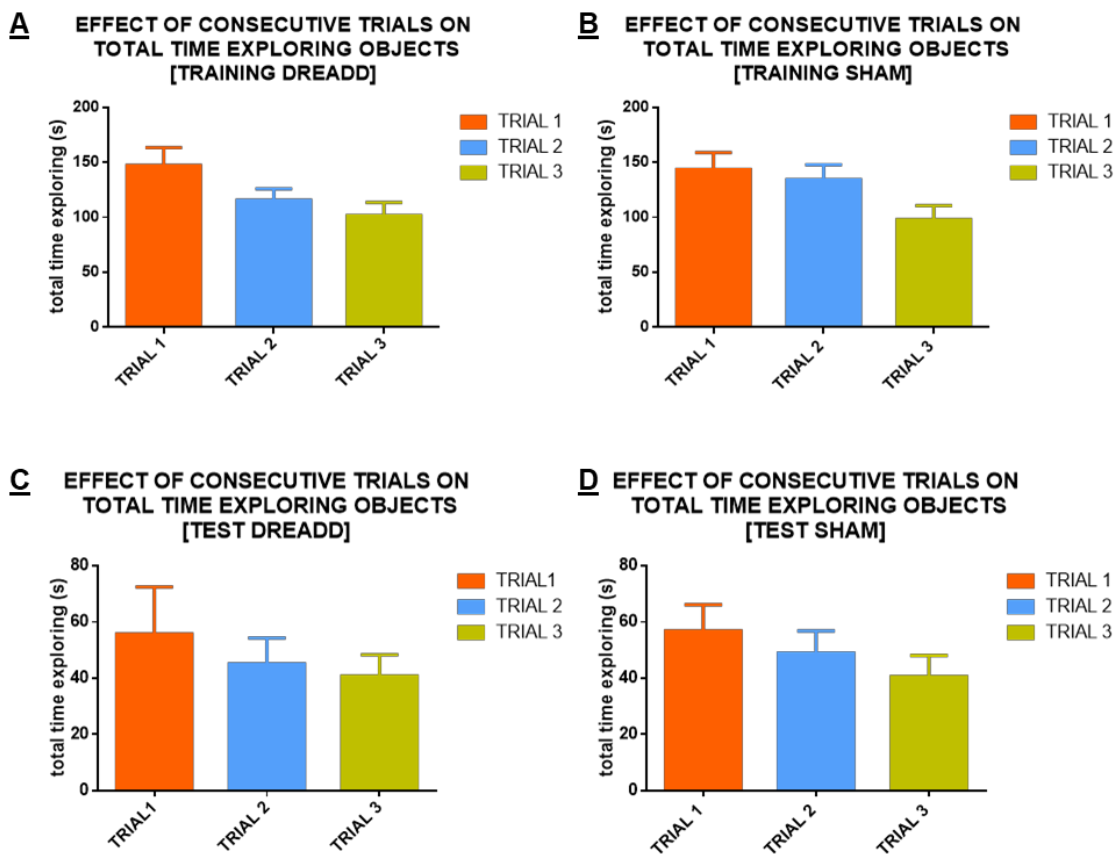 A
EFFECT OF CONSECUTIVE TRIALS ON
TOTAL TIME EXPLORING OBJECTS
[TRAINING DREADD]
total time exploring (s)
200
150
100
50
0
TRIAL 1
TRIAL 2
TRIAL 3
TRIAL 1
TRIAL 2
TRIAL 3
B
EFFECT OF CONSECUTIVE TRIALS ON
TOTAL TIME EXPLORING OBJECTS
[TRAINING SHAM]
total time exploring (s)
200
150
100
50
0
TRIAL 1
TRIAL 2
TRIAL 3
TRIAL 1
TRIAL 2
TRIAL 3
C
EFFECT OF CONSECUTIVE TRIALS ON
TOTAL TIME EXPLORING OBJECTS
[TEST DREADD]
total time exploring (s)
80
60
40
20
0
TRIAL1
TRIAL 2
TRIAL 3
TRIAL1
TRIAL 2
TRIAL 3
D
EFFECT OF CONSECUTIVE TRIALS ON
TOTAL TIME EXPLORING OBJECTS
[TEST SHAM]
total time exploring (s)
80
60
40
20
0
TRIAL 1
TRIAL 2
TRIAL 3
TRIAL 1
TRIAL 2
TRIAL 3